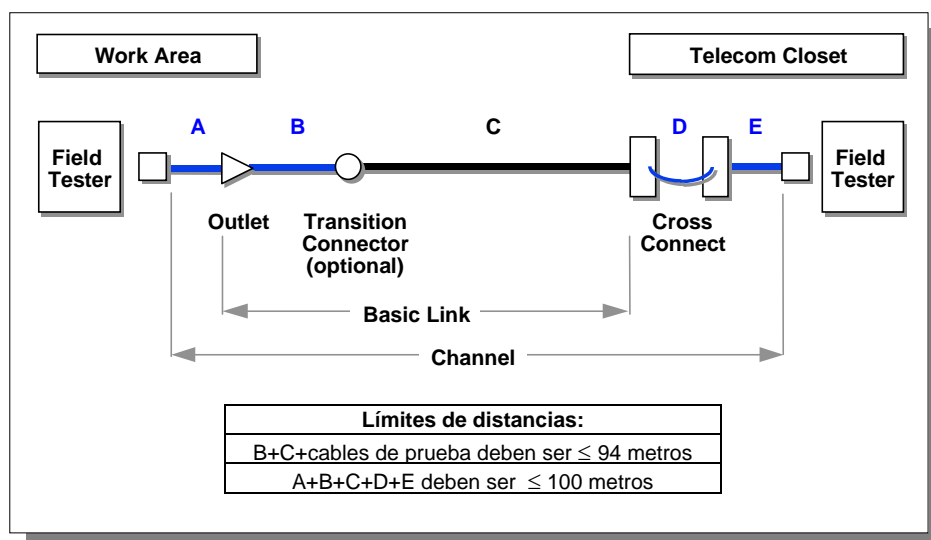 Work Area
Telecom Closet
A
B
C
D
E
Field
Tester
Field
Tester
Outlet
Transition
Connector
(optional)
Cross
Connect
Basic Link
Channel
Límites de distancias:
B+C+cables de prueba deben ser ≤ 94 metros
A+B+C+D+E deben ser ≤ 100 metros